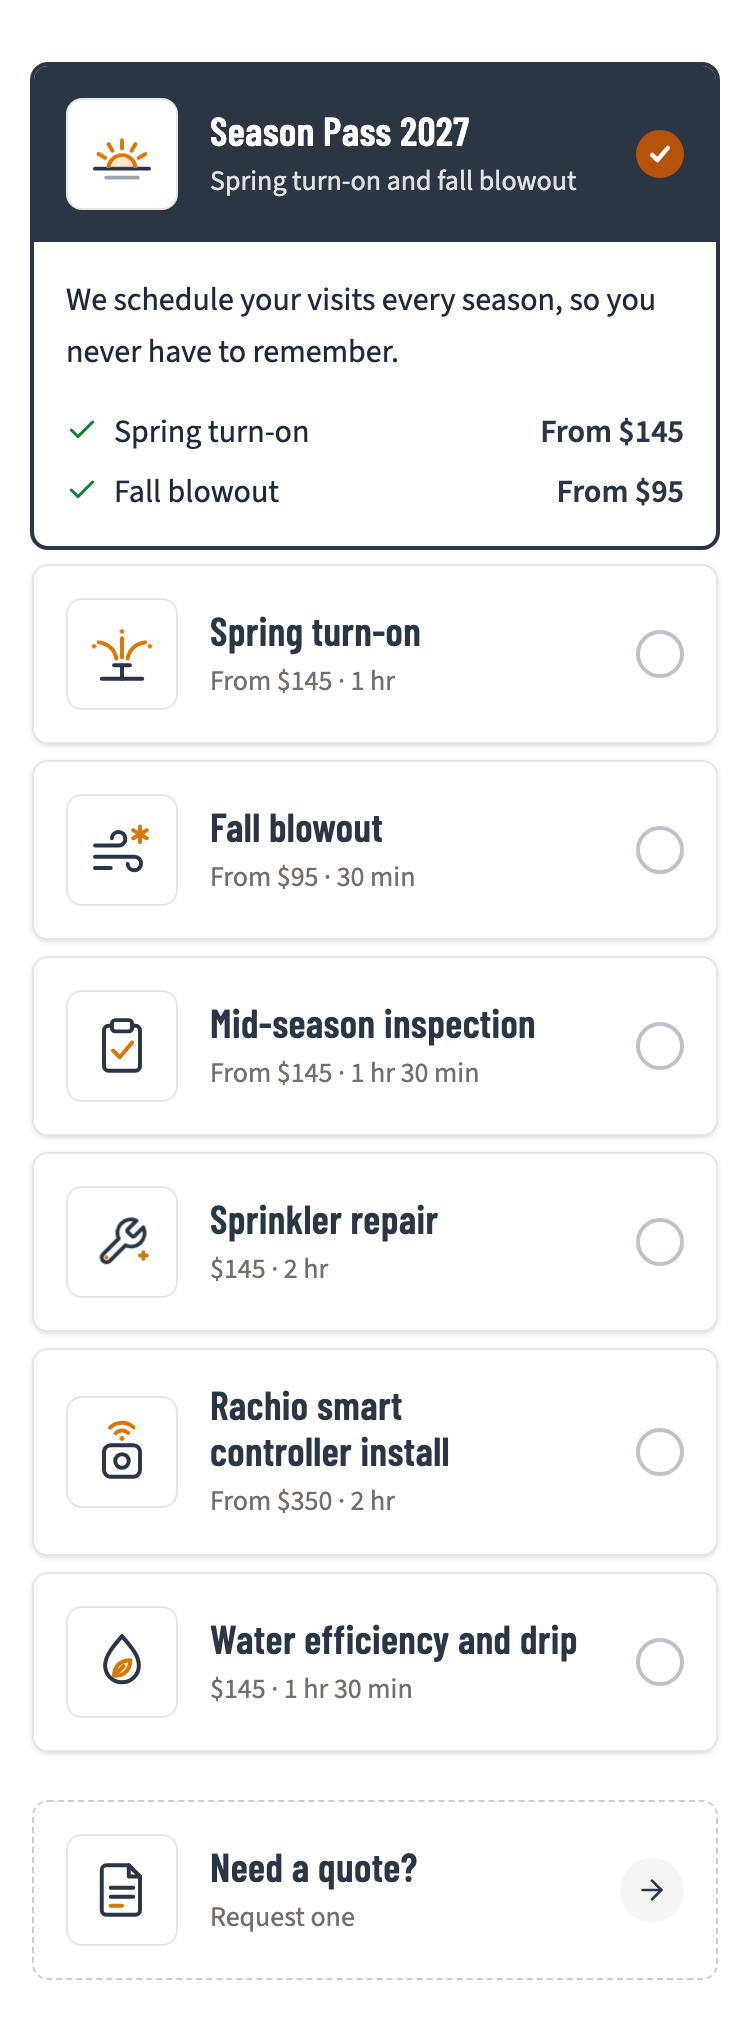 Season Pass 2027
Spring turn-on and fall blowout
We schedule your visits every season, so you
never have to remember.
Spring turn-on From $145
Fall blowout From $95
Spring turn-on
From $145 · 1 hr
Fall blowout
From $95 · 30 min
Mid-season inspection
From $145 · 1 hr 30 min
Sprinkler repair
$145 · 2 hr
Rachio smart
controller install
From $350 · 2 hr
Water efficiency and drip
$145 · 1 hr 30 min
Need a quote?
Request one